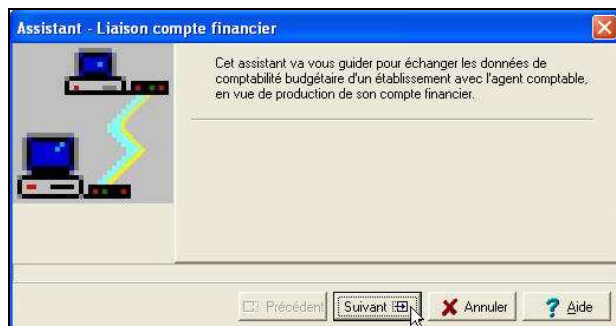 Assistant - Liaison compte financier
Cet assistant va vous guider pour échanger les données de
comptabilité budgétaire d'un établissement avec l'agent comptable,
en vue de production de son compte financier.
Précédent Suivant Annuler ? Aide